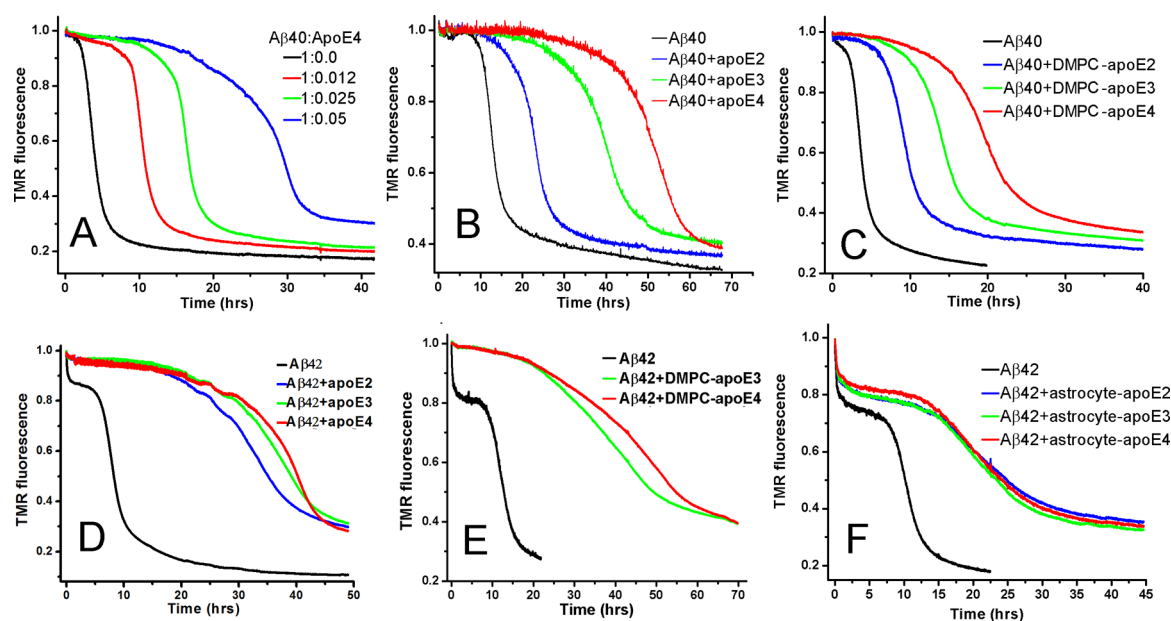 Aβ40:ApoE4
1:0.0
1:0.012
1:0.025
1:0.05
TMR fluorescence
1.0
0.8
0.6
0.4
0.2
A
0 10 20 30 40
Time (hrs)
Aβ40
Aβ40+apoE2
Aβ40+apoE3
Aβ40+apoE4
TMR fluorescence
1.0
0.8
0.6
0.4
B
0 10 20 30 40 50 60 70 80
Time (hrs)
Aβ40
Aβ40+DMPC-apoE2
Aβ40+DMPC-apoE3
Aβ40+DMPC-apoE4
TMR fluorescence
1.0
0.8
0.6
0.4
0.2
C
0 10 20 30 40
Time (hrs)
Aβ42
Aβ42+apoE2
Aβ42+apoE3
Aβ42+apoE4
TMR fluorescence
1.0
0.8
0.6
0.4
0.2
D
0 10 20 30 40 50
Time (hrs)
Aβ42
Aβ42+DMPC-apoE3
Aβ42+DMPC-apoE4
TMR fluorescence
1.0
0.8
0.6
0.4
0.2
E
0 10 20 30 40 50 60 70
Time (hrs)
Aβ42
Aβ42+astrocyte-apoE2
Aβ42+astrocyte-apoE3
Aβ42+astrocyte-apoE4
TMR fluorescence
1.0
0.8
0.6
0.4
0.2
F
0 5 10 15 20 25 30 35 40 45
Time (hrs)